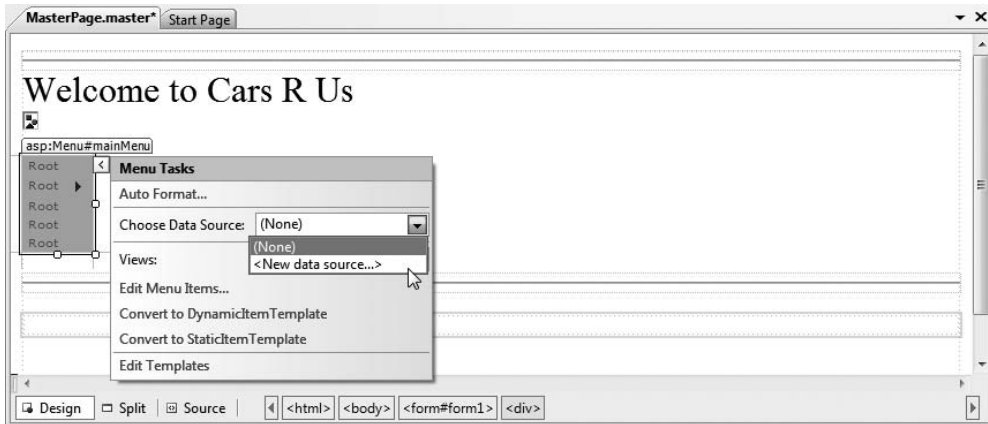 MasterPage.master* Start Page
Welcome to Cars R Us
asp:Menu#mainMenu
Root
Root
Root
Root
Root
Menu Tasks
Auto Format...
Choose Data Source: (None)
(None)
<New data source...>
Views:
Edit Menu Items...
Convert to DynamicItemTemplate
Convert to StaticItemTemplate
Edit Templates
Design Split Source <html> <body> <form#form1> <div>